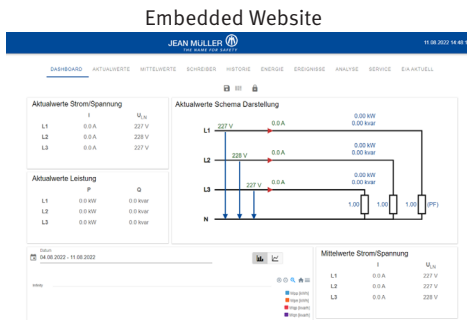 Embedded Website
JEAN MÜLLER
THE NAME FOR SAFETY
11.08.2022 14:40:1
DASHBOARD AKTUALWERTE MITTELWERTE SCHREIBER HISTORIE ENERGIE EREIGNISSE ANALYSE SERVICE E/A AKTUELL
Aktualwerte Strom/Spannung
I U L-N
L1 0.0 A 227 V
L2 0.0 A 228 V
L3 0.0 A 227 V
Aktualwerte Leistung
P Q
L1 0.0 kW 0.0 kvar
L2 0.0 kW 0.0 kvar
L3 0.0 kW 0.0 kvar
Aktualwerte Schema Darstellung
0.00 kW
0.00 kvar
L1 227 V 0.0 A
0.00 kW
0.00 kvar
L2 228 V 0.0 A
0.00 kW
0.00 kvar
L3 227 V 0.0 A
1.00 1.00 1.00 (PF)
N
Datum
04.08.2022 - 11.08.2022
Mittelwerte Strom/Spannung
I U L-N
L1 0.0 A 227 V
L2 0.0 A 227 V
L3 0.0 A 228 V